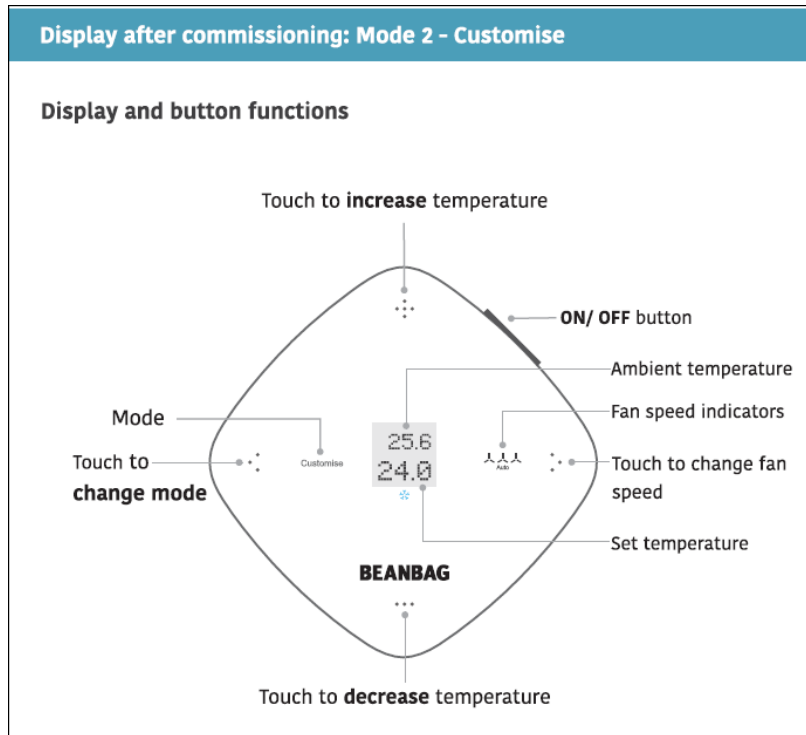 Display after commissioning: Mode 2 - Customise
Display and button functions
Touch to increase temperature
ON/ OFF button
Ambient temperature
Mode
Fan speed indicators
25.6
Touch to
change mode
Customise
24.0
Auto
Touch to change fan
speed
Set temperature
BEANBAG
Touch to decrease temperature